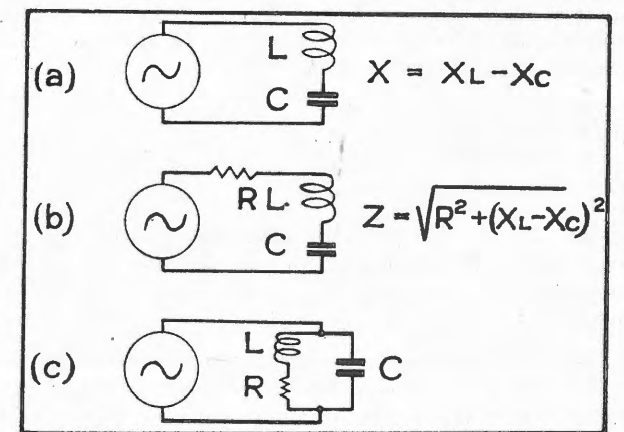 (a) L C X = XL-XC
(b) R L C Z = √R²+(XL-XC)²
(c) L R C